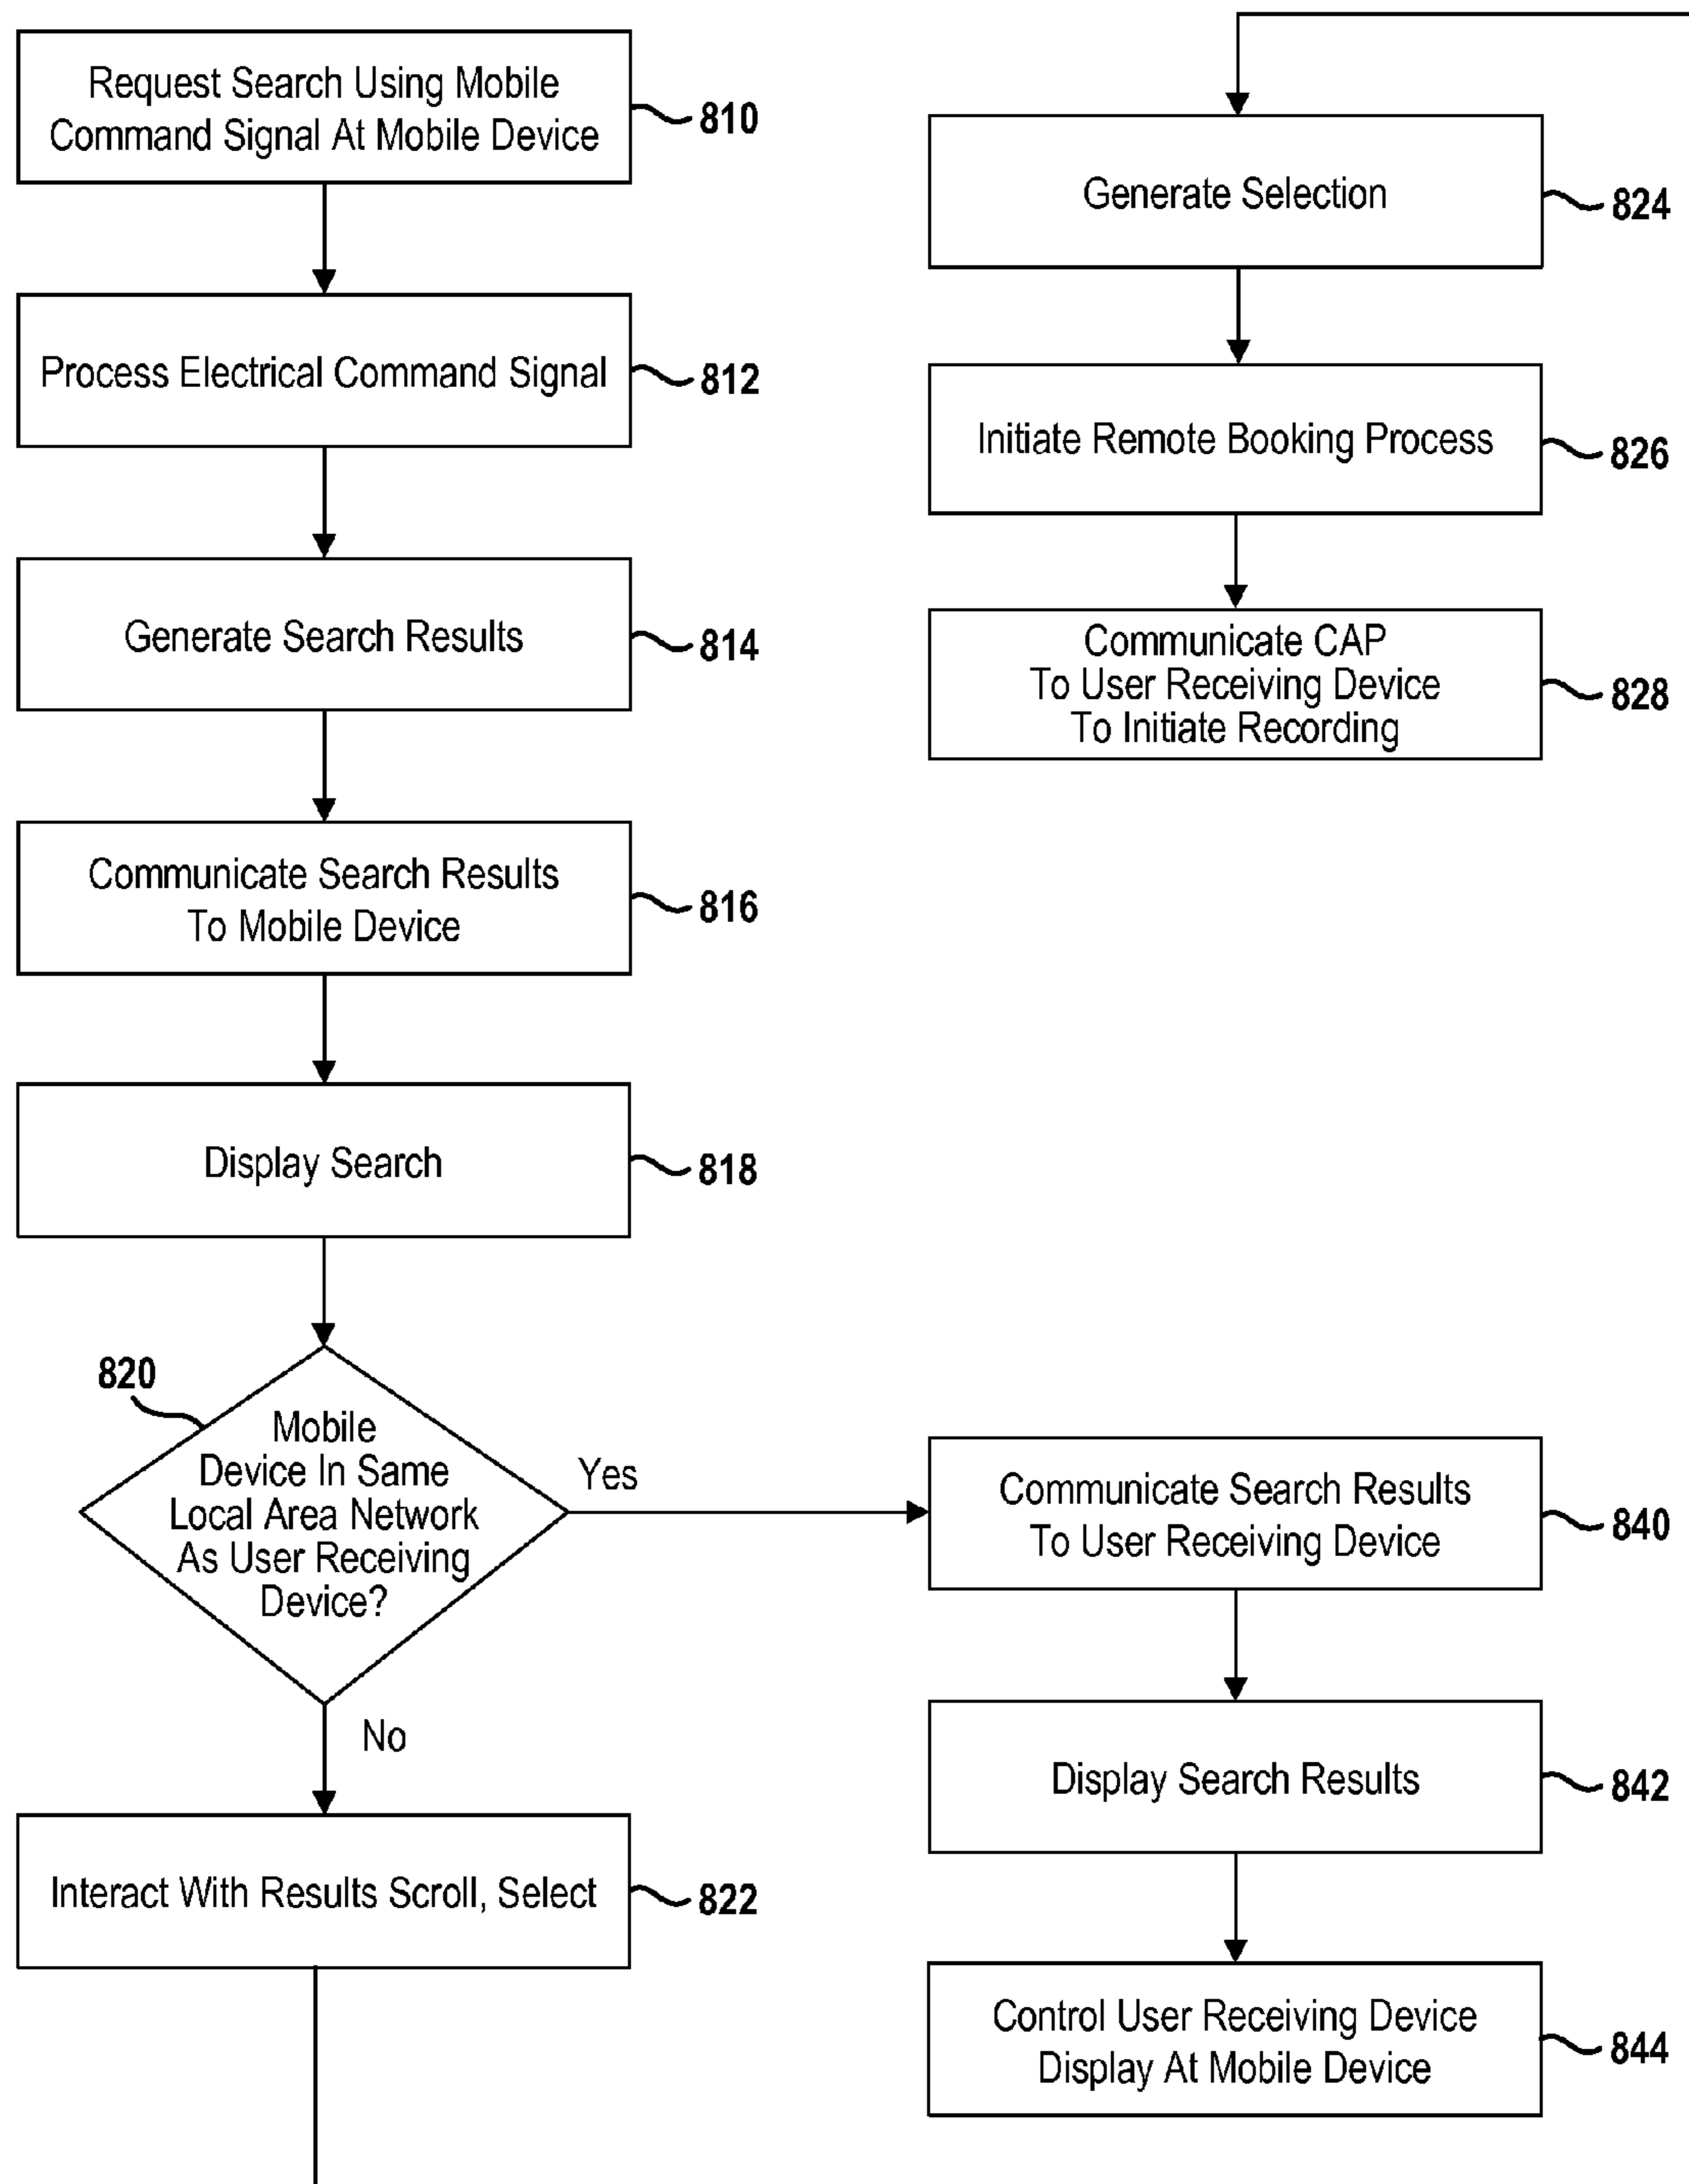 Request Search Using Mobile
Command Signal At Mobile Device
810
Process Electrical Command Signal
812
Generate Search Results
814
Communicate Search Results
To Mobile Device
816
Display Search
818
820
Mobile
Device In Same
Local Area Network
As User Receiving
Device?
Yes
No
Interact With Results Scroll, Select
822
Generate Selection
824
Initiate Remote Booking Process
826
Communicate CAP
To User Receiving Device
To Initiate Recording
828
Communicate Search Results
To User Receiving Device
840
Display Search Results
842
Control User Receiving Device
Display At Mobile Device
844